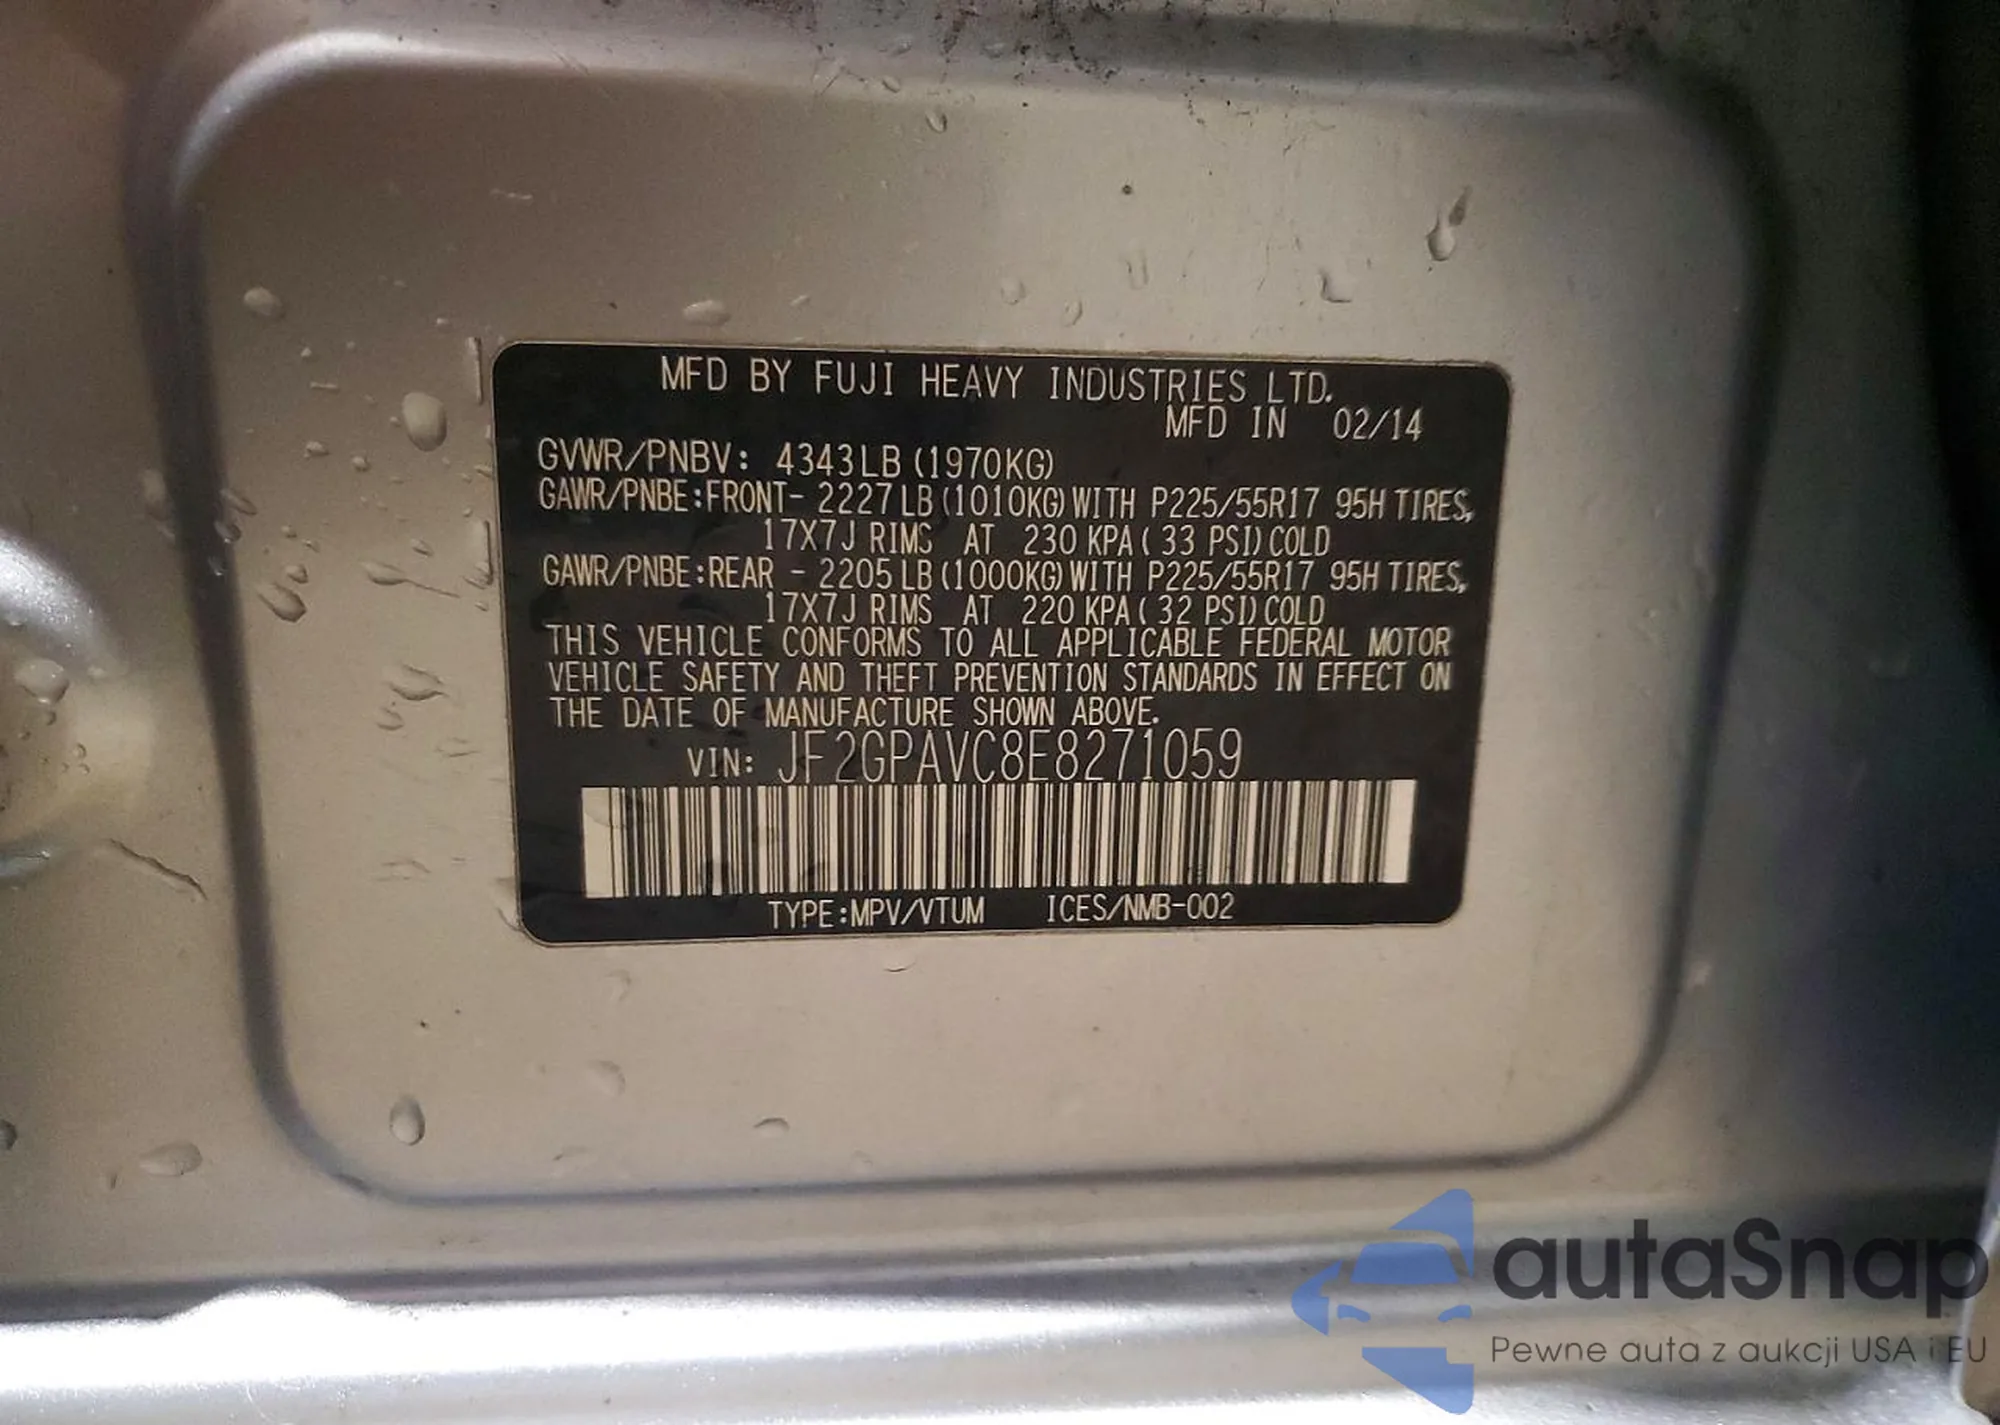 MFD BY FUJI HEAVY INDUSTRIES LTD.
MFD IN 02/14
GVWR/PNBV: 4343LB (1970KG)
GAWR/PNBE:FRONT- 2227LB (1010KG) WITH P225/55R17 95H TIRES,
17X7J RIMS AT 230 KPA ( 33 PSI) COLD
GAWR/PNBE:REAR - 2205LB (1000KG) WITH P225/55R17 95H TIRES,
17X7J RIMS AT 220 KPA ( 32 PSI) COLD
THIS VEHICLE CONFORMS TO ALL APPLICABLE FEDERAL MOTOR
VEHICLE SAFETY AND THEFT PREVENTION STANDARDS IN EFFECT ON
THE DATE OF MANUFACTURE SHOWN ABOVE.
VIN: JF2GPAVC8E8271059
TYPE:MPV/VTUM ICES/NMB-002
autaSnap
Pewne auta z aukcji USA i EU